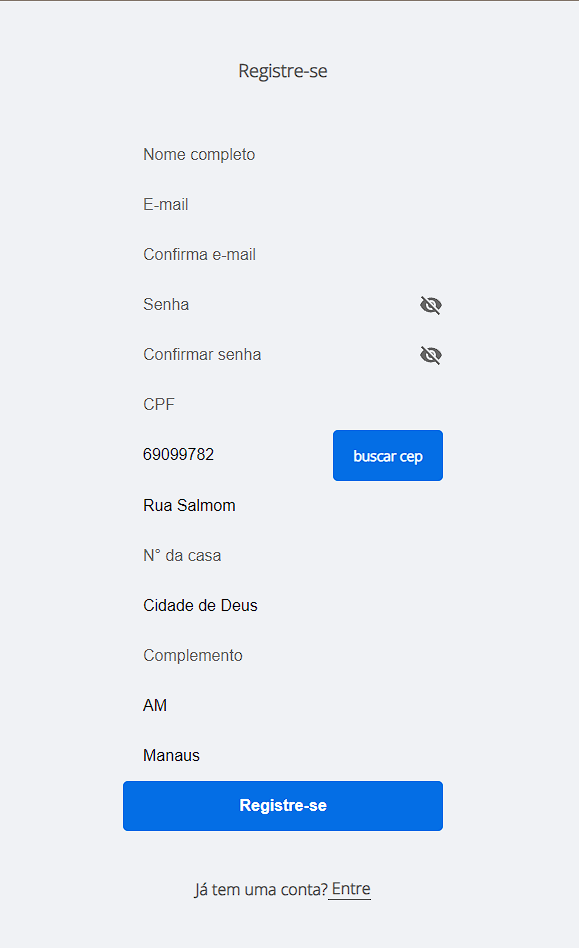 Registre-se
Nome completo
E-mail
Confirma e-mail
Senha
Confirmar senha
CPF
69099782 buscar cep
Rua Salmom
N° da casa
Cidade de Deus
Complemento
AM
Manaus
Registre-se
Já tem uma conta? Entre